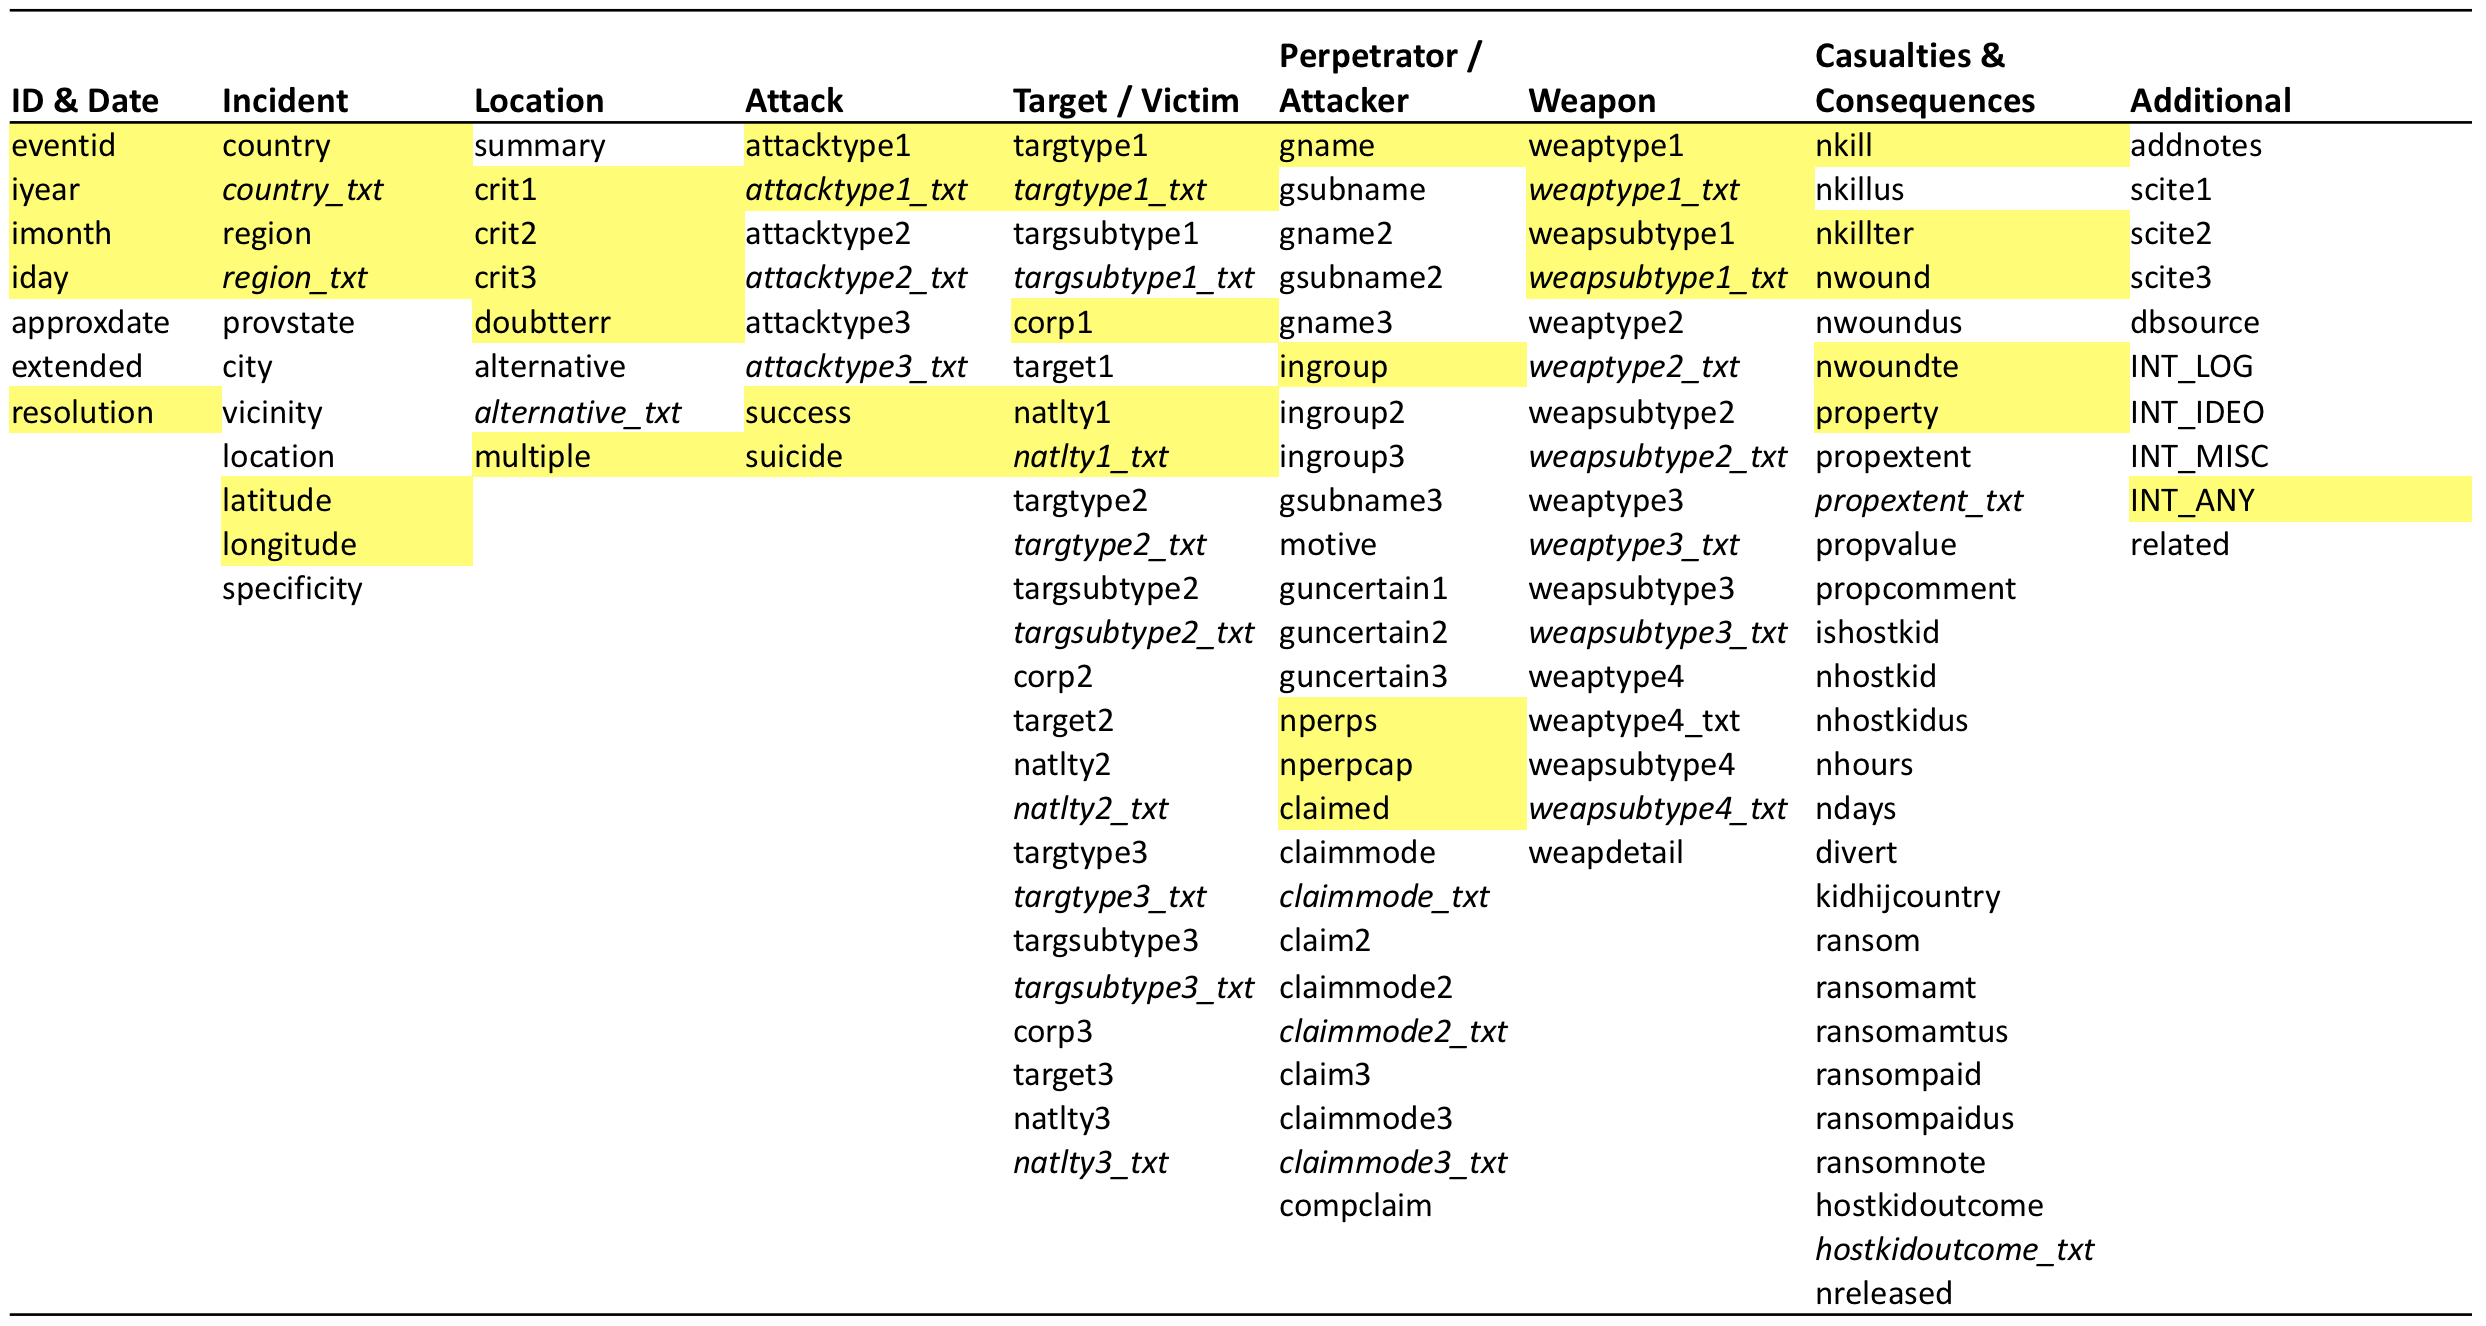 Perpetrator / Casualties &
ID & Date Incident Location Attack Target / Victim Attacker Weapon Consequences Additional
eventid country summary attacktype1 targtype1 gname weaptype1 nkill addnotes
iyear country_txt crit1 attacktype1_txt targtype1_txt gsubname weaptype1_txt nkillus scite1
imonth region crit2 attacktype2 targsubtype1 gname2 weapsubtype1 nkillter scite2
iday region_txt crit3 attacktype2_txt targsubtype1_txt gsubname2 weapsubtype1_txt nwound scite3
approxdate provstate doubtterr attacktype3 corp1 gname3 weaptype2 nwoundus dbsource
extended city alternative attacktype3_txt target1 ingroup weaptype2_txt nwoundte INT_LOG
resolution vicinity alternative_txt success natlty1 ingroup2 weapsubtype2 property INT_IDEO
location multiple suicide natlty1_txt ingroup3 weapsubtype2_txt propextent INT_MISC
latitude targtype2 gsubname3 weaptype3 propextent_txt INT_ANY
longitude targtype2_txt motive weaptype3_txt propvalue related
specificity targsubtype2 guncertain1 weapsubtype3 propcomment
targsubtype2_txt guncertain2 weapsubtype3_txt ishostkid
corp2 guncertain3 weaptype4 nhostkid
target2 nperps weaptype4_txt nhostkidus
natlty2 nperpcap weapsubtype4 nhours
natlty2_txt claimed weapsubtype4_txt ndays
targtype3 claimmode weapdetail divert
targtype3_txt claimmode_txt kidhijcountry
targsubtype3 claim2 ransom
targsubtype3_txt claimmode2 ransomamt
corp3 claimmode2_txt ransomamtus
target3 claim3 ransompaid
natlty3 claimmode3 ransompaidus
natlty3_txt claimmode3_txt ransomnote
compclaim hostkidoutcome
hostkidoutcome_txt
nreleased